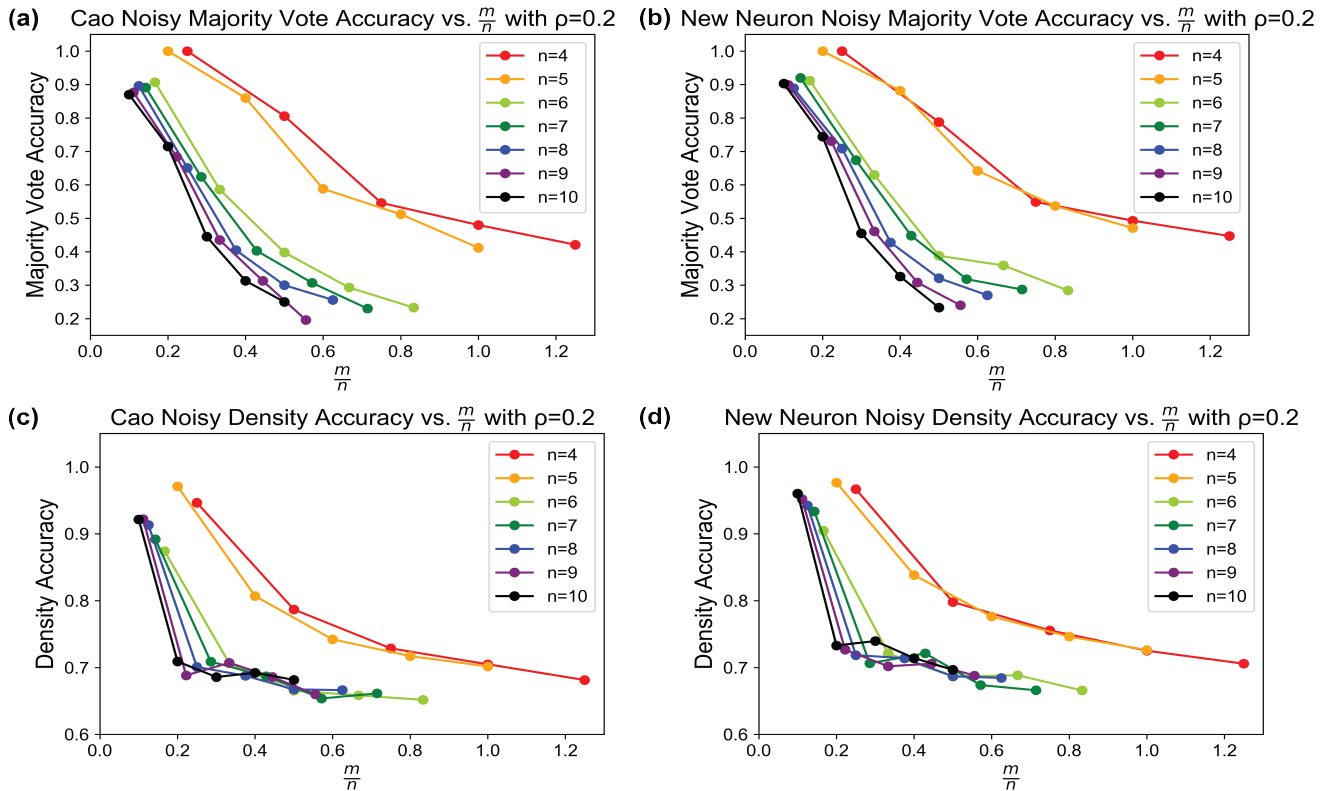 (a) Cao Noisy Majority Vote Accuracy vs. m/n with ρ=0.2
Majority Vote Accuracy
1.0
0.9
0.8
0.7
0.6
0.5
0.4
0.3
0.2
0.0 0.2 0.4 0.6 0.8 1.0 1.2
m/n
n=4
n=5
n=6
n=7
n=8
n=9
n=10
(b) New Neuron Noisy Majority Vote Accuracy vs. m/n with ρ=0.2
Majority Vote Accuracy
1.0
0.9
0.8
0.7
0.6
0.5
0.4
0.3
0.2
0.0 0.2 0.4 0.6 0.8 1.0 1.2
m/n
n=4
n=5
n=6
n=7
n=8
n=9
n=10
(c) Cao Noisy Density Accuracy vs. m/n with ρ=0.2
Density Accuracy
1.0
0.9
0.8
0.7
0.6
0.0 0.2 0.4 0.6 0.8 1.0 1.2
m/n
n=4
n=5
n=6
n=7
n=8
n=9
n=10
(d) New Neuron Noisy Density Accuracy vs. m/n with ρ=0.2
Density Accuracy
1.0
0.9
0.8
0.7
0.6
0.0 0.2 0.4 0.6 0.8 1.0 1.2
m/n
n=4
n=5
n=6
n=7
n=8
n=9
n=10